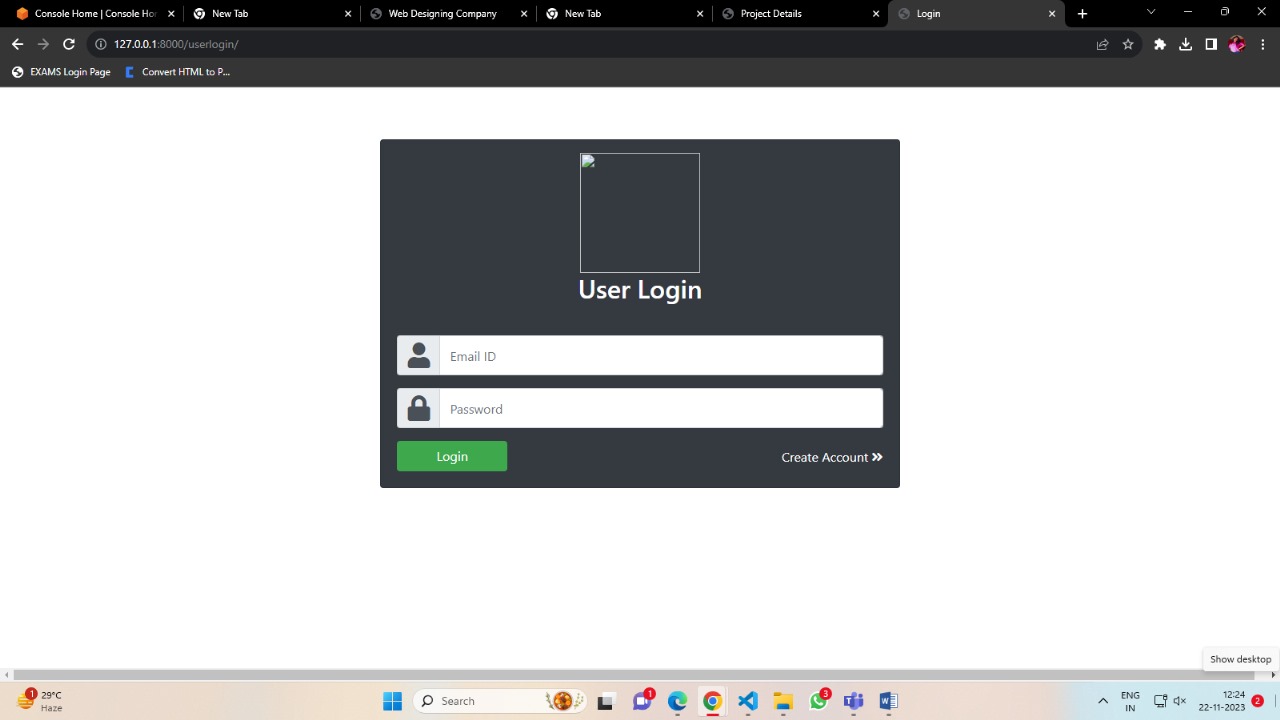 Console Home | Console Ho
New Tab
Web Designing Company
New Tab
Project Details
Login
127.0.0.1:8000/userlogin/
EXAMS Login Page
Convert HTML to P...
User Login
Email ID
Password
Login
Create Account
Show desktop
1
29°C
Haze
Search
1
3
ENG
IN
12:24
22-11-2023
2